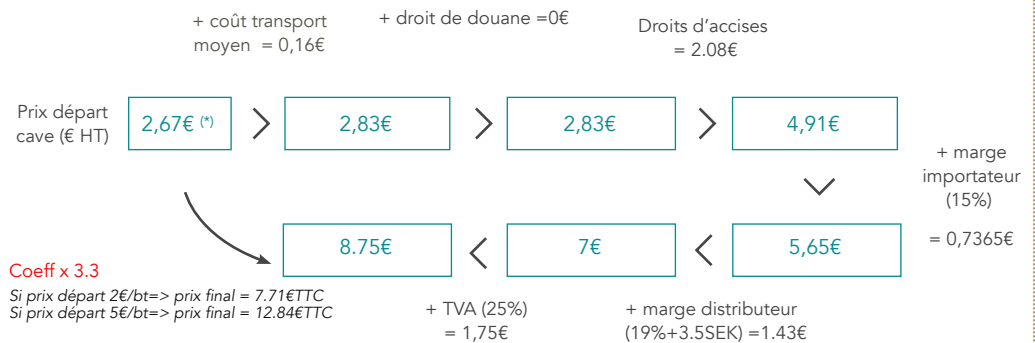 + coût transport
moyen = 0,16€
+ droit de douane =0€
Droits d’accises
= 2.08€
Prix départ
cave (€ HT)
2,67€ (*)
2,83€
2,83€
4,91€
+ marge
importateur
(15%)
= 0,7365€
8.75€
7€
5,65€
Coeff x 3.3
Si prix départ 2€/bt=> prix final = 7.71€TTC
Si prix départ 5€/bt=> prix final = 12.84€TTC
+ TVA (25%)
= 1,75€
+ marge distributeur
(19%+3.5SEK) =1.43€